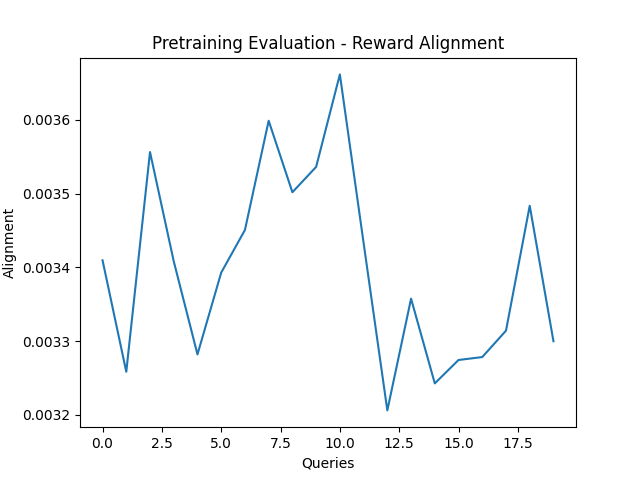 Pretraining Evaluation - Reward Alignment
Alignment
0.0036
0.0035
0.0034
0.0033
0.0032
0.0 2.5 5.0 7.5 10.0 12.5 15.0 17.5
Queries